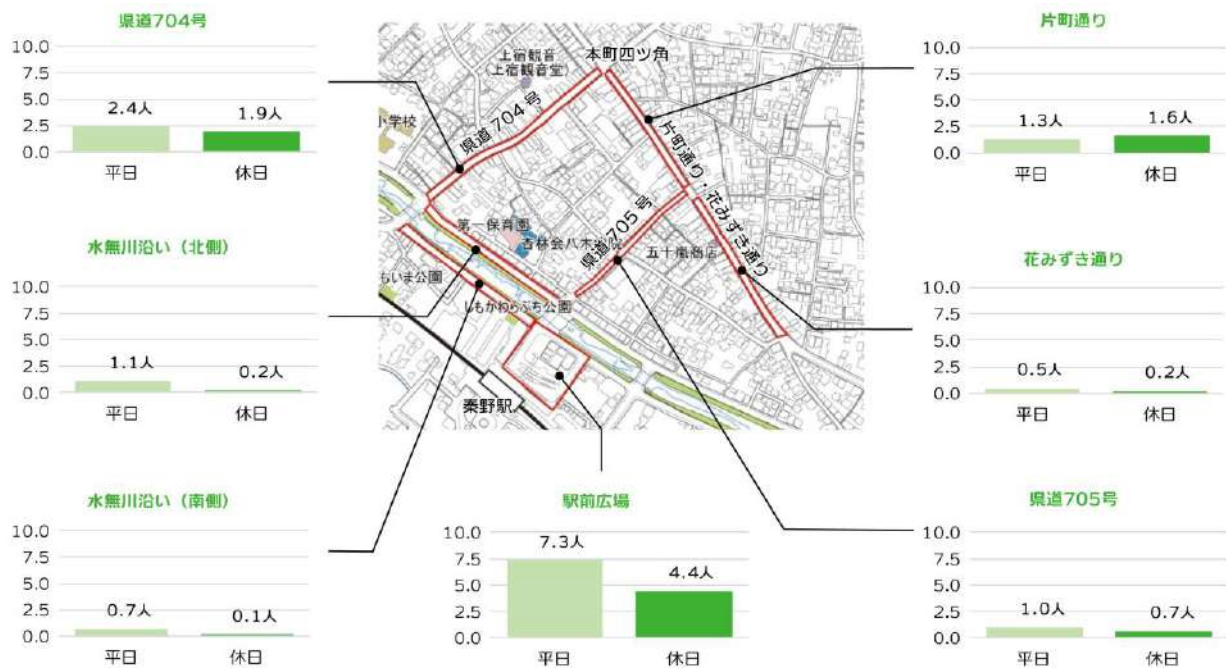 県道704号
10.0
7.5
5.0
2.5
0.0
2.4人
1.9人
平日
休日
水無川沿い（北側）
10.0
7.5
5.0
2.5
0.0
1.1人
0.2人
平日
休日
水無川沿い（南側）
10.0
7.5
5.0
2.5
0.0
0.7人
0.1人
平日
休日
上宿観音
(上宿観音堂)
本町四ツ角
小学校
県道704号
片町通り・花みずき通り
第一保育園
県道705号
五十嵐商店
もいま公園
しもかわらぶち公園
秦野駅
駅前広場
10.0
7.5
5.0
2.5
0.0
7.3人
4.4人
平日
休日
片町通り
10.0
7.5
5.0
2.5
0.0
1.3人
1.6人
平日
休日
花みずき通り
10.0
7.5
5.0
2.5
0.0
0.5人
0.2人
平日
休日
県道705号
10.0
7.5
5.0
2.5
0.0
1.0人
0.7人
平日
休日